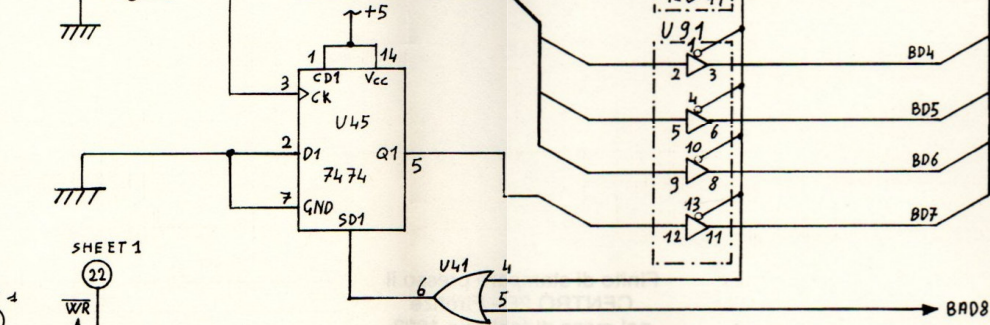 +5
U91
1
2 3
BD4
1 14
CD1 Vcc
3 CK
U45
4
5 6
BD5
2 D1 Q1 5
7474
10
9 8
BD6
7 GND
SD1
13
12 11
BD7
SHEET 1
22
U41 4
6 5
BAD8
1
WR